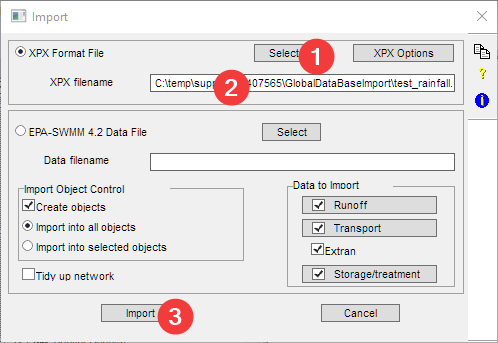 Import
XPX Format File
Select
1
XPX Options
XPX filename
C:\temp\sup
2
407565\GlobalDataBaseImport\test_rainfall.
?
i
EPA-SWMM 4.2 Data File
Select
Data filename
Import Object Control
Create objects
Import into all objects
Import into selected objects
Tidy up network
Data to Import
Runoff
Transport
Extran
Storage/treatment
Import
3
Cancel